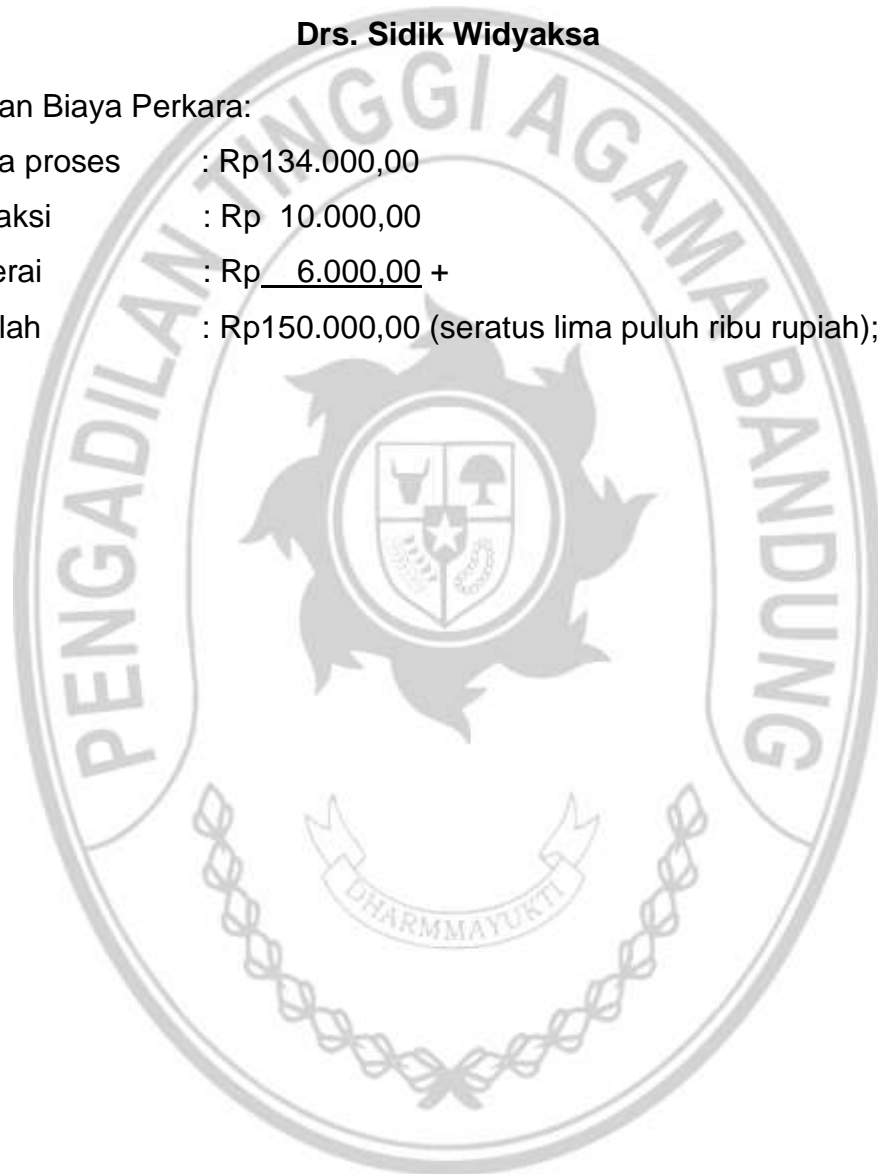 Drs. Sidik Widyaksa
an Biaya Perkara:
a proses : Rp134.000,00
aksi : Rp 10.000,00
erai : Rp 6.000,00 +
lah : Rp150.000,00 (seratus lima puluh ribu rupiah);
PENGADILAN TINGGI AGAMA BANDUNG
DHARMMAYUKTI